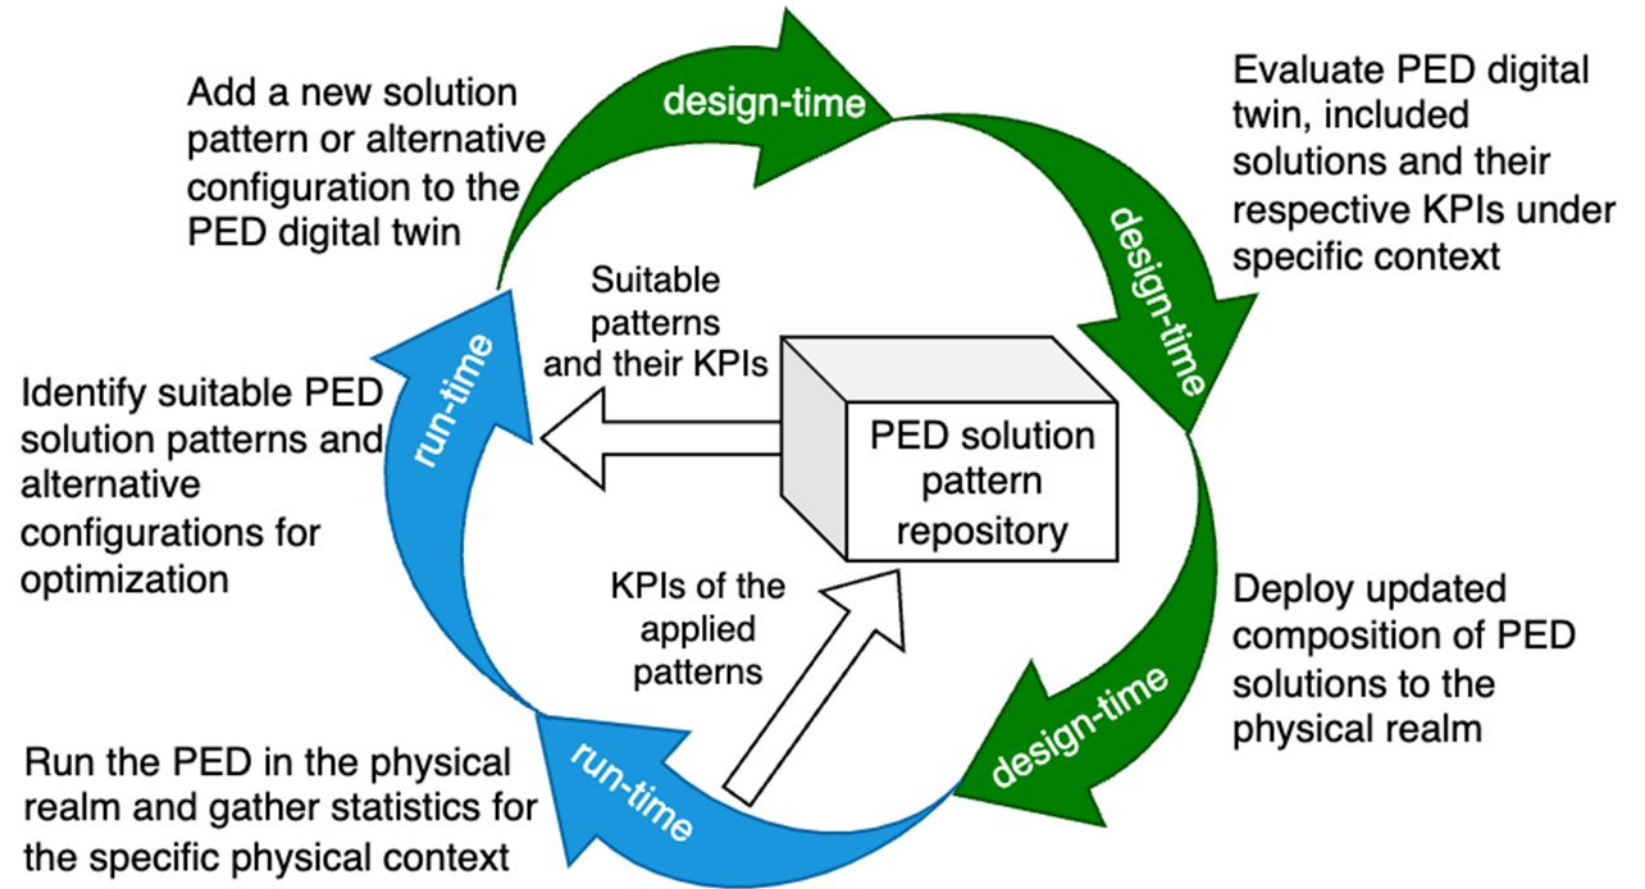 Add a new solution
pattern or alternative
configuration to the
PED digital twin
design-time
Evaluate PED digital
twin, included
solutions and their
respective KPIs under
specific context
design-time
Suitable
patterns
and their KPIs
run-time
Identify suitable PED
solution patterns and
alternative
configurations for
optimization
PED solution
pattern
repository
KPIs of the
applied
patterns
Deploy updated
composition of PED
solutions to the
physical realm
design-time
Run the PED in the physical
realm and gather statistics for
the specific physical context
run-time